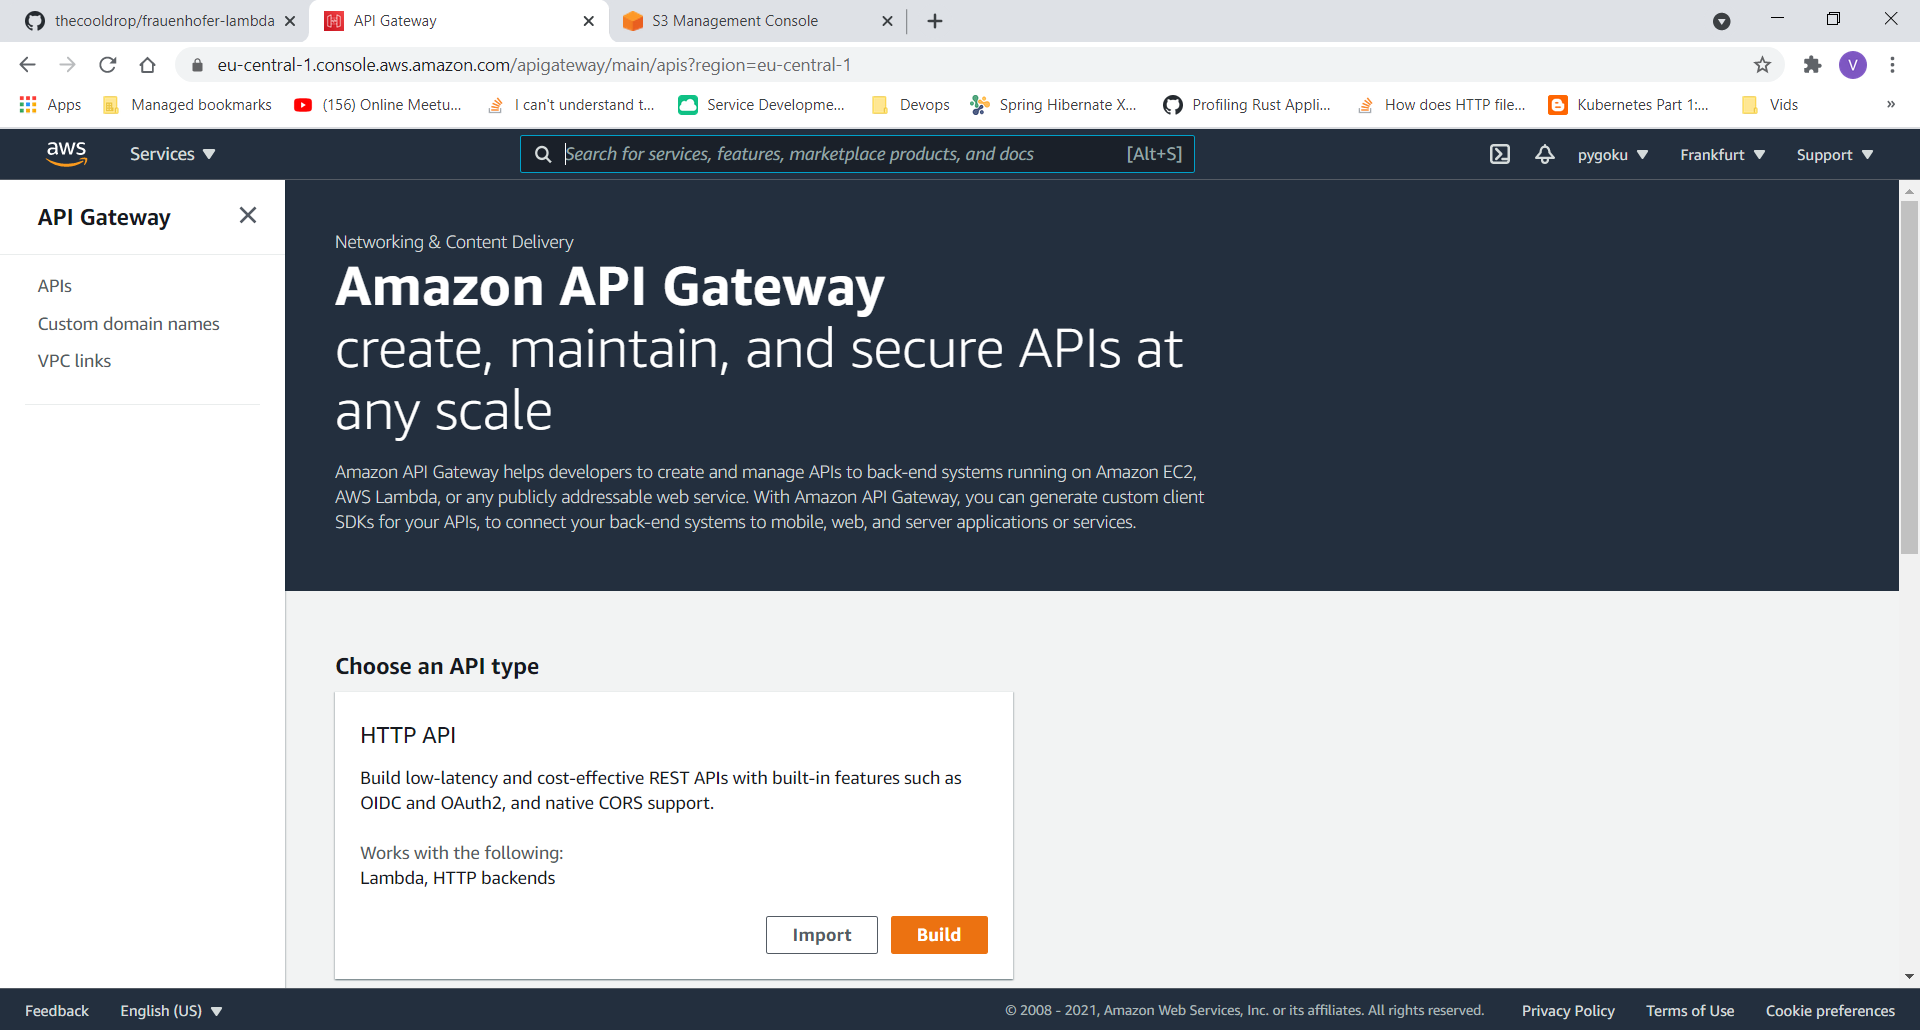 thecooldrop/frauenhofer-lambda
API Gateway
S3 Management Console
eu-central-1.console.aws.amazon.com/apigateway/main/apis?region=eu-central-1
V
Apps
Managed bookmarks
(156) Online Meetu...
I can't understand t...
Service Developme...
Devops
Spring Hibernate X...
Profiling Rust Appli...
How does HTTP file...
Kubernetes Part 1:...
Vids
»
aws
Services
Search for services, features, marketplace products, and docs
[Alt+S]
pygoku
Frankfurt
Support
API Gateway
APIs
Custom domain names
VPC links
Networking & Content Delivery
Amazon API Gateway
create, maintain, and secure APIs at
any scale
Amazon API Gateway helps developers to create and manage APIs to back-end systems running on Amazon EC2,
AWS Lambda, or any publicly addressable web service. With Amazon API Gateway, you can generate custom client
SDKs for your APIs, to connect your back-end systems to mobile, web, and server applications or services.
Choose an API type
HTTP API
Build low-latency and cost-effective REST APIs with built-in features such as
OIDC and OAuth2, and native CORS support.
Works with the following:
Lambda, HTTP backends
Import
Build
Feedback
English (US)
© 2008 - 2021, Amazon Web Services, Inc. or its affiliates. All rights reserved.
Privacy Policy
Terms of Use
Cookie preferences